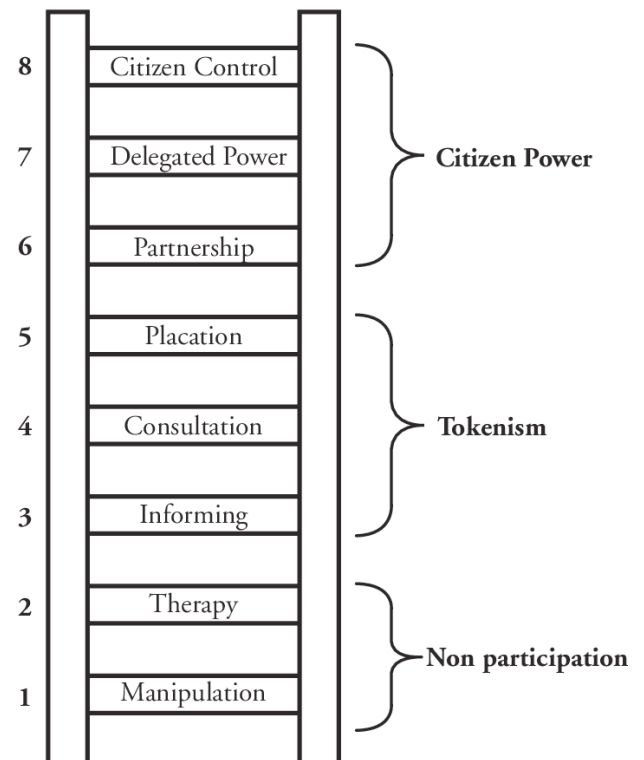 8 Citizen Control
7 Delegated Power
Citizen Power
6 Partnership
5 Placation
4 Consultation
Tokenism
3 Informing
2 Therapy
Non participation
1 Manipulation